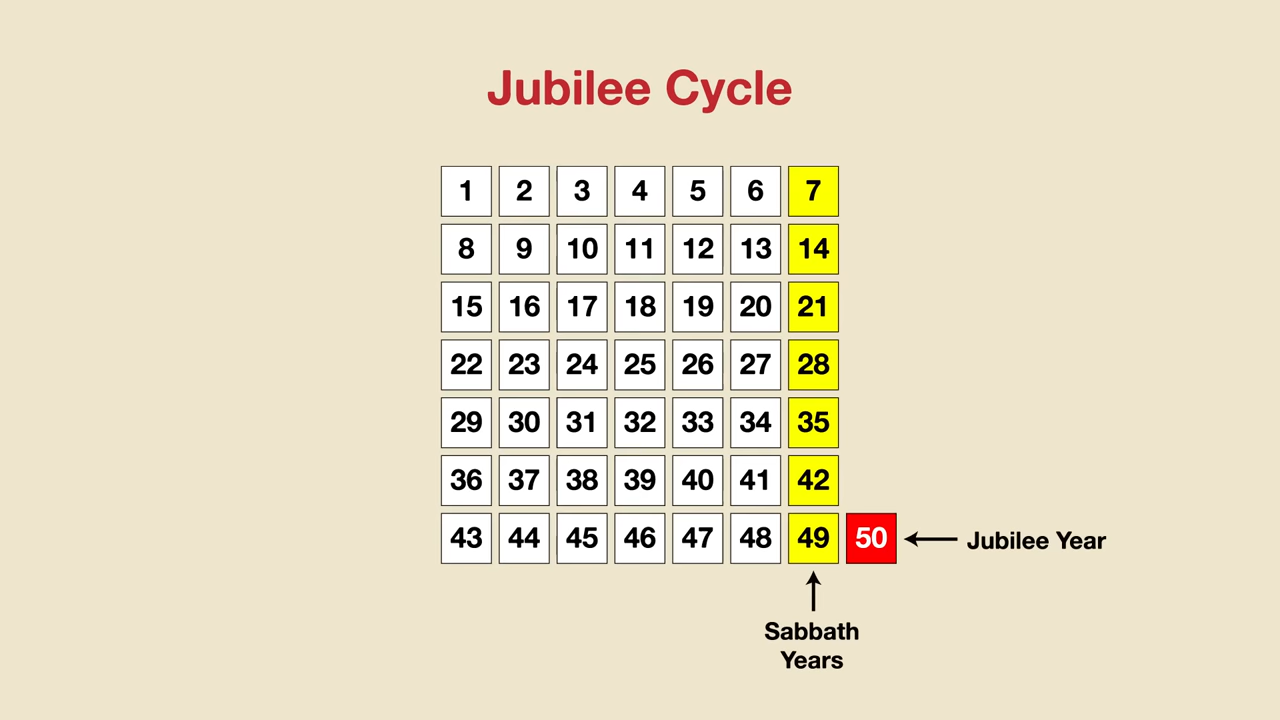 Jubilee Cycle
1 2 3 4 5 6 7
8 9 10 11 12 13 14
15 16 17 18 19 20 21
22 23 24 25 26 27 28
29 30 31 32 33 34 35
36 37 38 39 40 41 42
43 44 45 46 47 48 49 50 Jubilee Year
Sabbath
Years